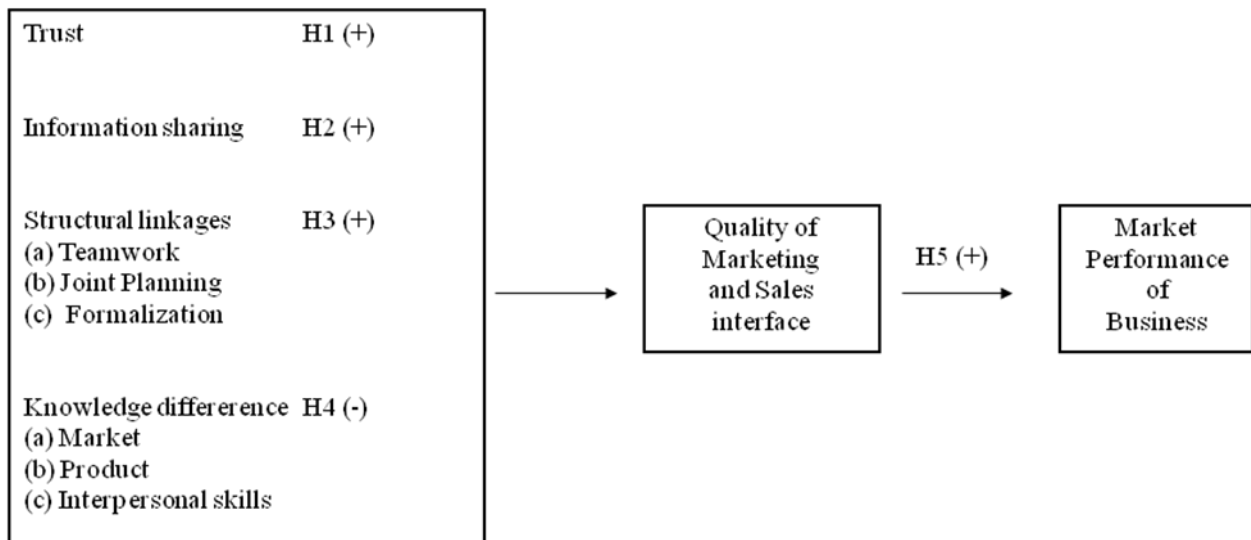 Trust H1 (+)
Information sharing H2 (+)
Structural linkages H3 (+)
(a) Teamwork
(b) Joint Planning
(c) Formalization
Knowledge differerence H4 (-)
(a) Market
(b) Product
(c) Interpersonal skills
Quality of
Marketing
and Sales
interface
H5 (+)
Market
Performance
of
Business